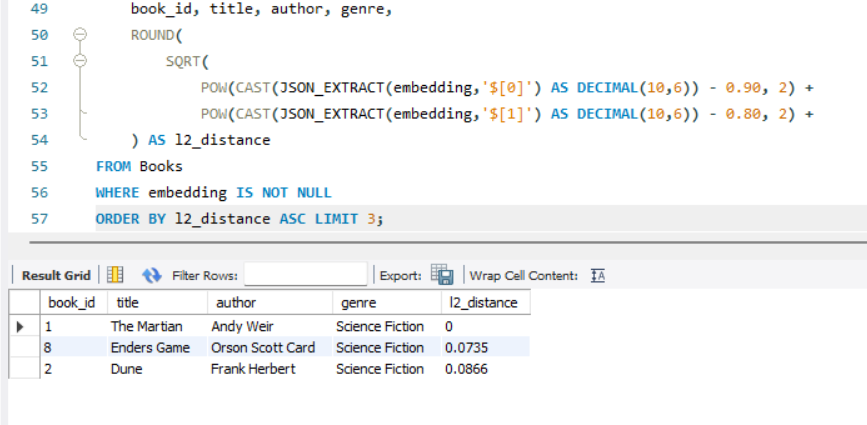 49 book_id, title, author, genre,
50 ROUND(
51 SQRT(
52 POW(CAST(JSON_EXTRACT(embedding,'$[0]') AS DECIMAL(10,6)) - 0.90, 2) +
53 POW(CAST(JSON_EXTRACT(embedding,'$[1]') AS DECIMAL(10,6)) - 0.80, 2) +
54 ) AS l2_distance
55 FROM Books
56 WHERE embedding IS NOT NULL
57 ORDER BY l2_distance ASC LIMIT 3;
Result Grid Filter Rows: Export: Wrap Cell Content: IA
book_id title author genre l2_distance
1 The Martian Andy Weir Science Fiction 0
8 Enders Game Orson Scott Card Science Fiction 0.0735
2 Dune Frank Herbert Science Fiction 0.0866